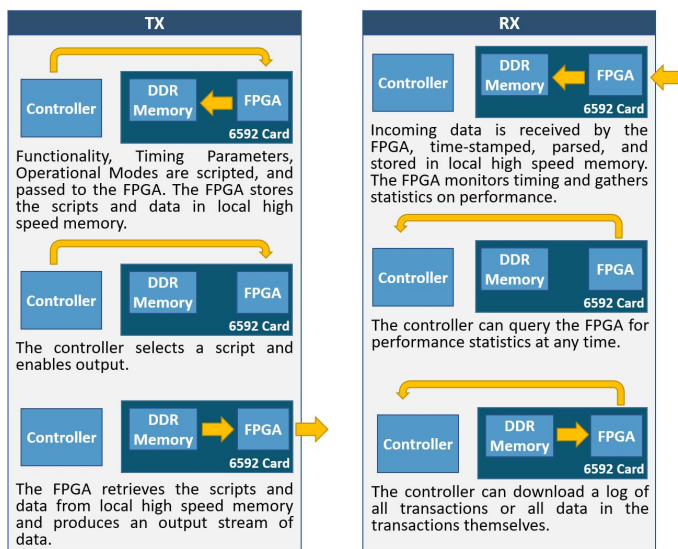 TX
Controller
DDR
Memory
FPGA
6592 Card
Functionality, Timing Parameters,
Operational Modes are scripted, and
passed to the FPGA. The FPGA stores
the scripts and data in local high
speed memory.
Controller
DDR
Memory
FPGA
6592 Card
The controller selects a script and
enables output.
Controller
DDR
Memory
FPGA
6592 Card
The FPGA retrieves the scripts and
data from local high speed memory
and produces an output stream of
data.
RX
Controller
DDR
Memory
FPGA
6592 Card
Incoming data is received by the
FPGA, time-stamped, parsed, and
stored in local high speed memory.
The FPGA monitors timing and gathers
statistics on performance.
Controller
DDR
Memory
FPGA
6592 Card
The controller can query the FPGA for
performance statistics at any time.
Controller
DDR
Memory
FPGA
6592 Card
The controller can download a log of
all transactions or all data in the
transactions themselves.